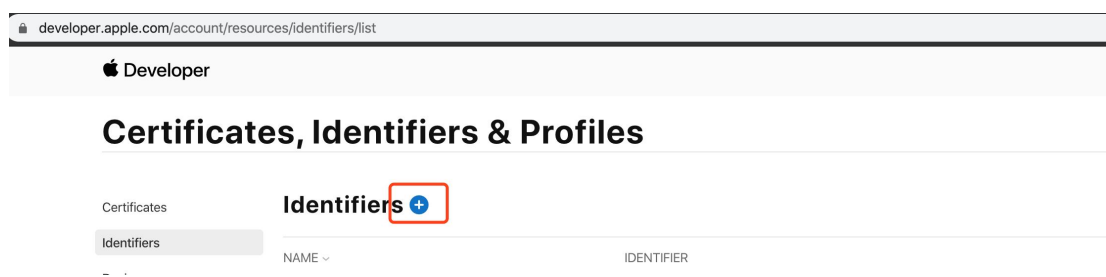 developer.apple.com/account/resources/identifiers/list
Developer
Certificates, Identifiers & Profiles
Certificates
Identifiers
Identifiers
NAME
IDENTIFIER